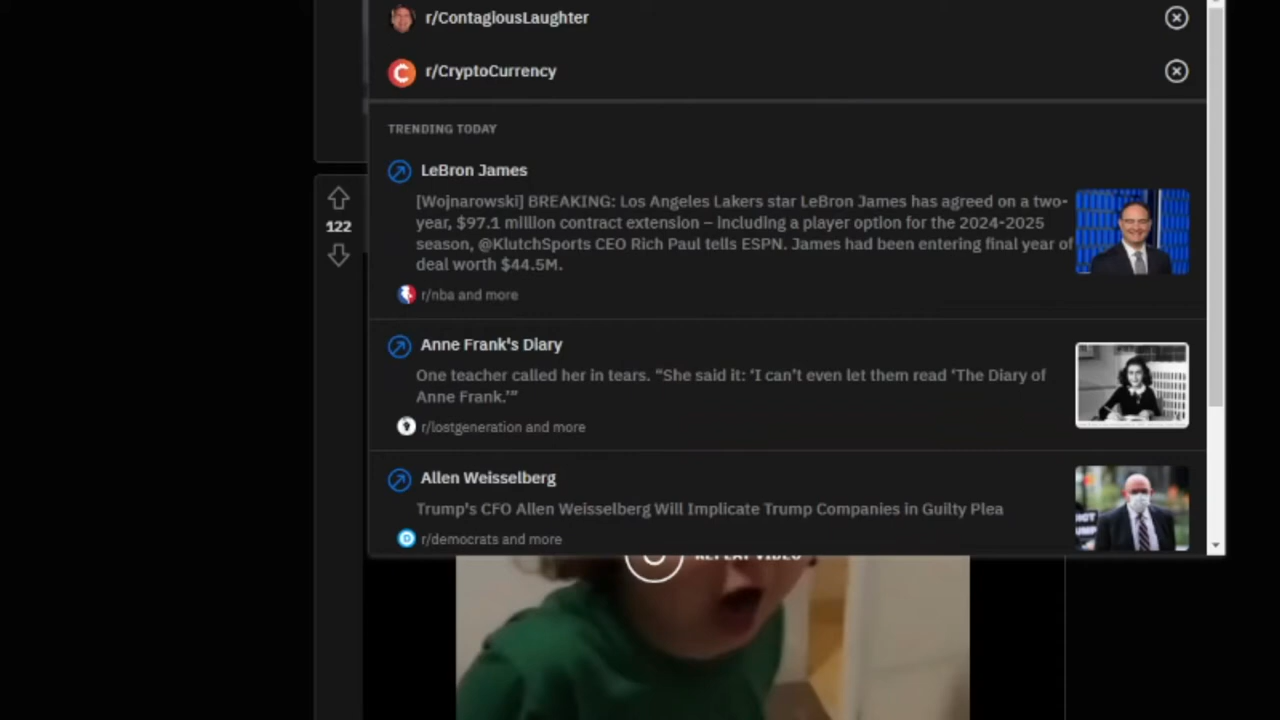 r/ContagiousLaughter
r/CryptoCurrency
TRENDING TODAY
LeBron James
[Wojnarowski] BREAKING: Los Angeles Lakers star LeBron James has agreed on a two-
year, $97.1 million contract extension – including a player option for the 2024-2025
season, @KlutchSports CEO Rich Paul tells ESPN. James had been entering final year of
deal worth $44.5M.
r/nba and more
122
Anne Frank's Diary
One teacher called her in tears. “She said it: ‘I can’t even let them read ‘The Diary of
Anne Frank.’”
r/lostgeneration and more
Allen Weisselberg
Trump's CFO Allen Weisselberg Will Implicate Trump Companies in Guilty Plea
r/democrats and more
REPEAT VIDEO